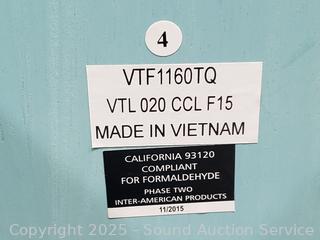 4
VTF1160TQ
VTL 020 CCL F15
MADE IN VIETNAM
CALIFORNIA 93120
COMPLIANT
FOR FORMALDEHYDE
PHASE TWO
INTER-AMERICAN PRODUCTS
11/2015
Copyright 2025 - Sound Auction Service